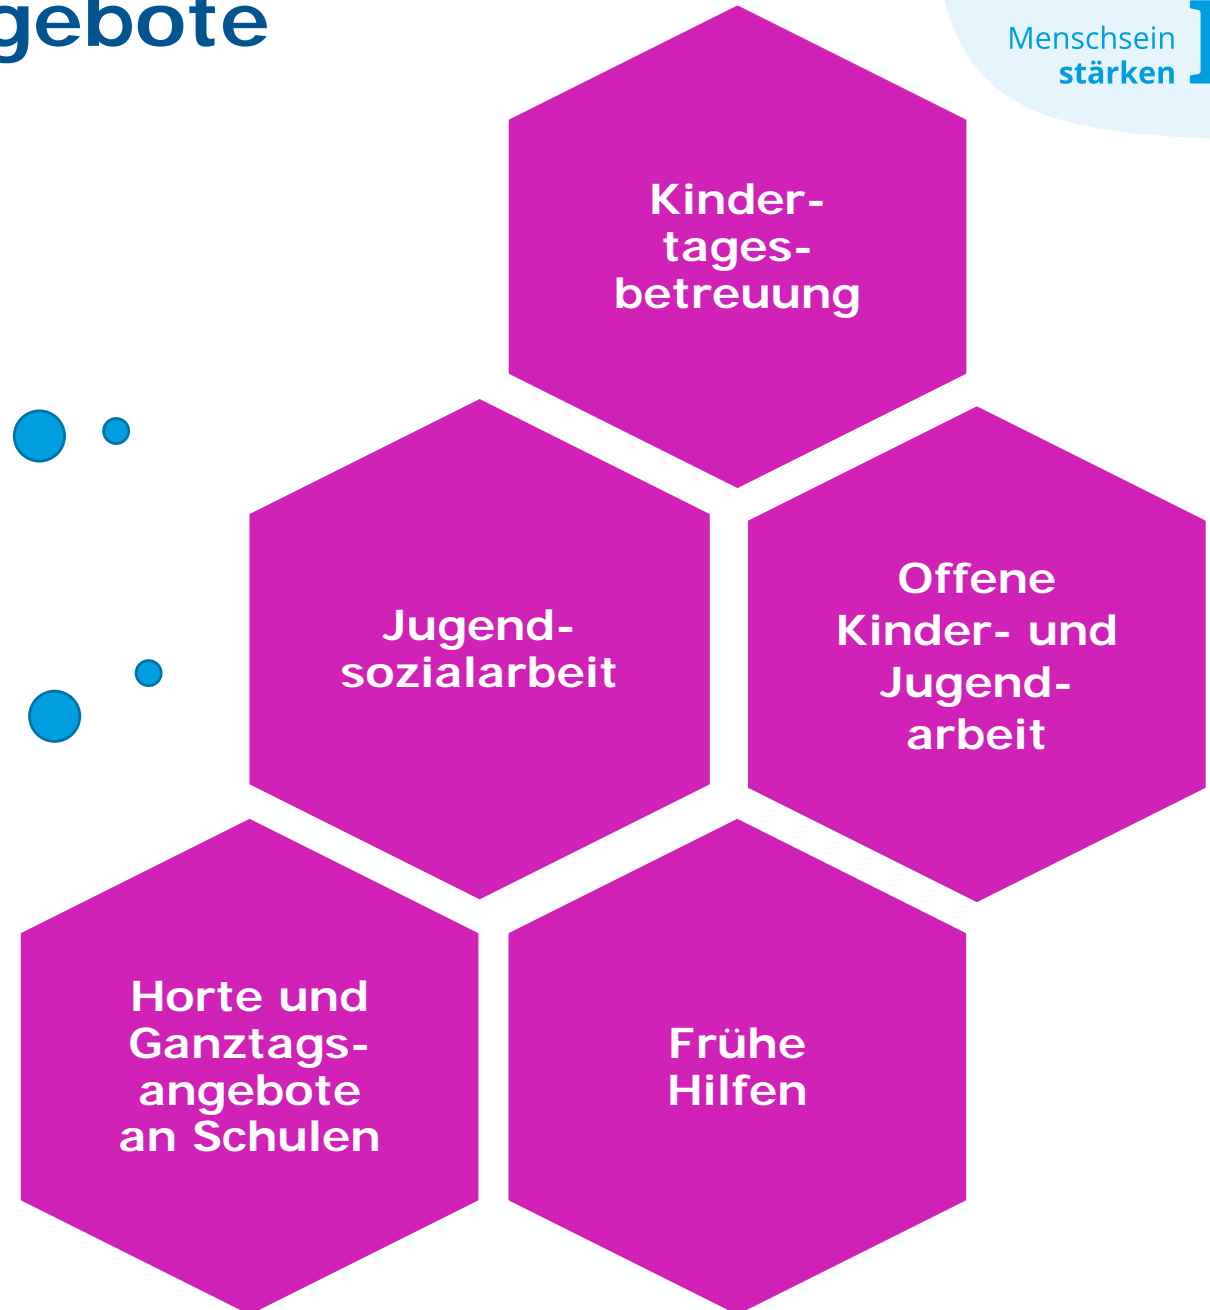 gebote
Menschsein
stärken
Kinder-
tages-
betreuung
Jugend-
sozialarbeit
Offene
Kinder- und
Jugend-
arbeit
Horte und
Ganztags-
angebote
an Schulen
Frühe
Hilfen